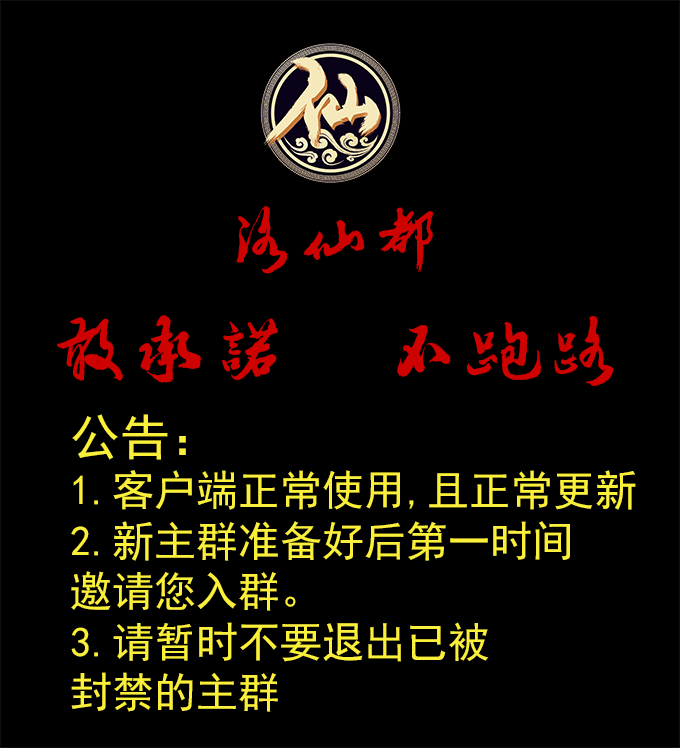 仙
洛仙都
敢承諾 不跑路
公告：
1.客户端正常使用,且正常更新
2.新主群准备好后第一时间
邀请您入群。
3.请暂时不要退出已被
封禁的主群